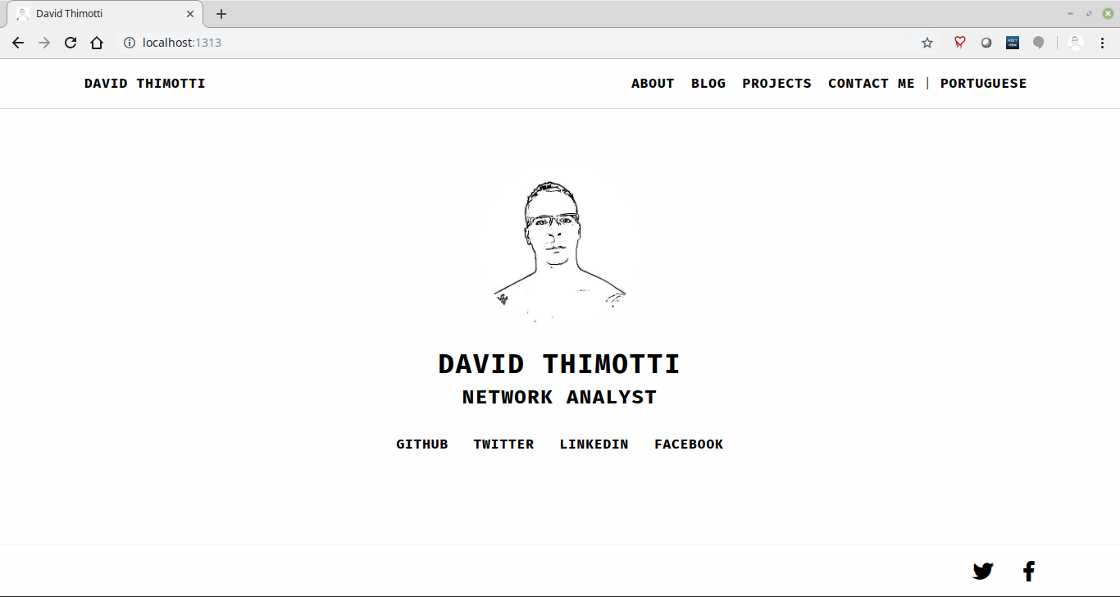 David Thimotti
localhost:1313
DAVID THIMOTTI
ABOUT BLOG PROJECTS CONTACT ME | PORTUGUESE
DAVID THIMOTTI
NETWORK ANALYST
GITHUB TWITTER LINKEDIN FACEBOOK